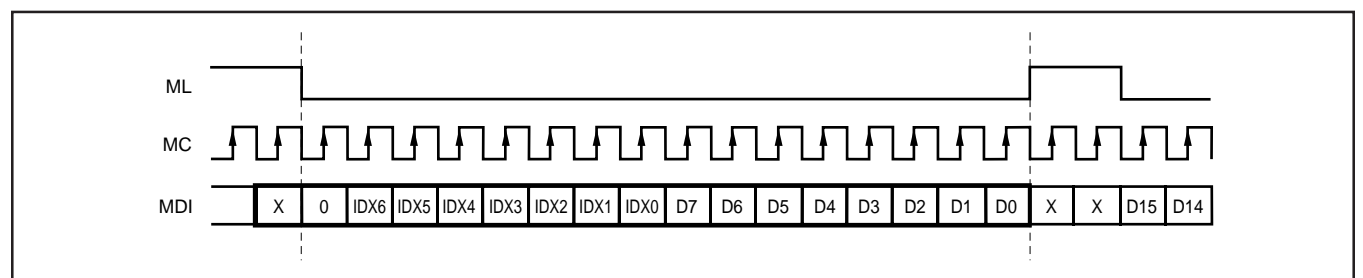 ML
MC
MDI X 0 IDX6 IDX5 IDX4 IDX3 IDX2 IDX1 IDX0 D7 D6 D5 D4 D3 D2 D1 D0 X X D15 D14